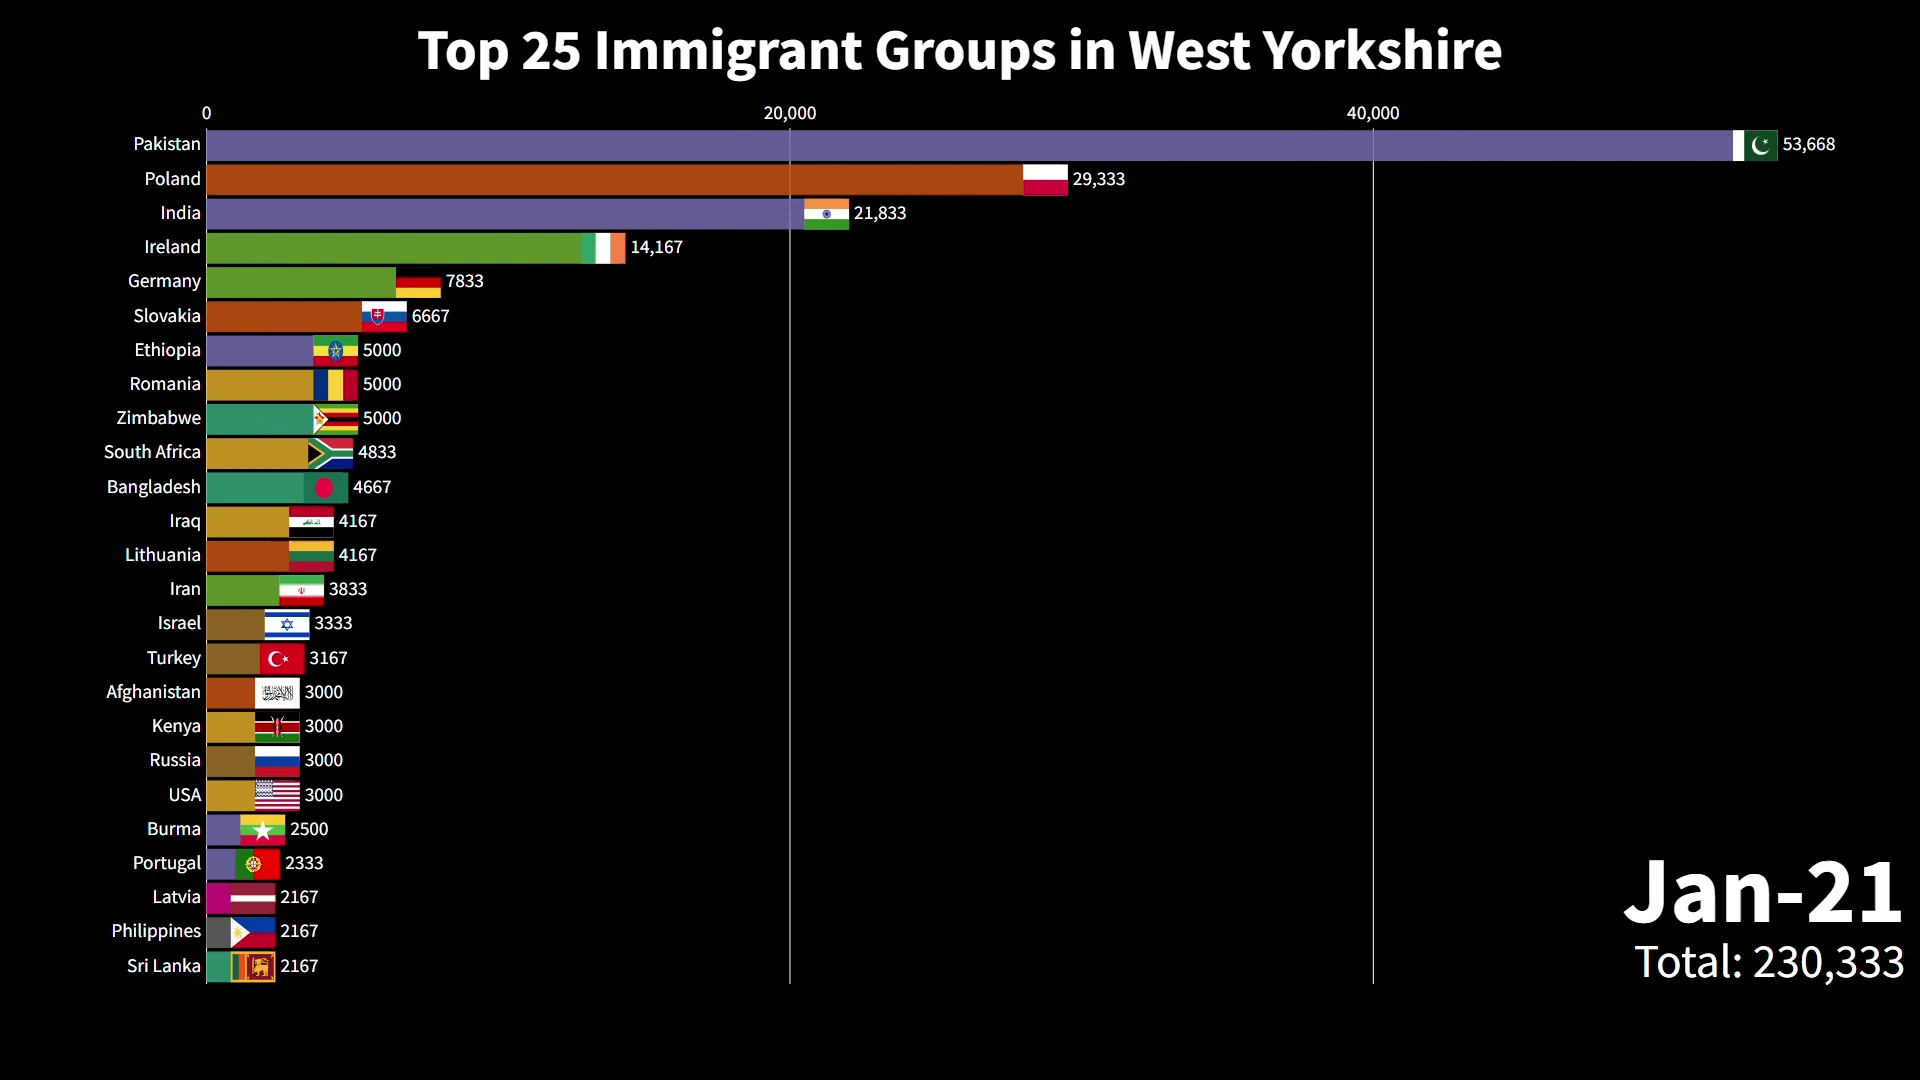 Top 25 Immigrant Groups in West Yorkshire
0 20,000 40,000
Pakistan 53,668
Poland 29,333
India 21,833
Ireland 14,167
Germany 7833
Slovakia 6667
Ethiopia 5000
Romania 5000
Zimbabwe 5000
South Africa 4833
Bangladesh 4667
Iraq 4167
Lithuania 4167
Iran 3833
Israel 3333
Turkey 3167
Afghanistan 3000
Kenya 3000
Russia 3000
USA 3000
Burma 2500
Portugal 2333
Latvia 2167
Philippines 2167
Sri Lanka 2167
Jan-21
Total: 230,333